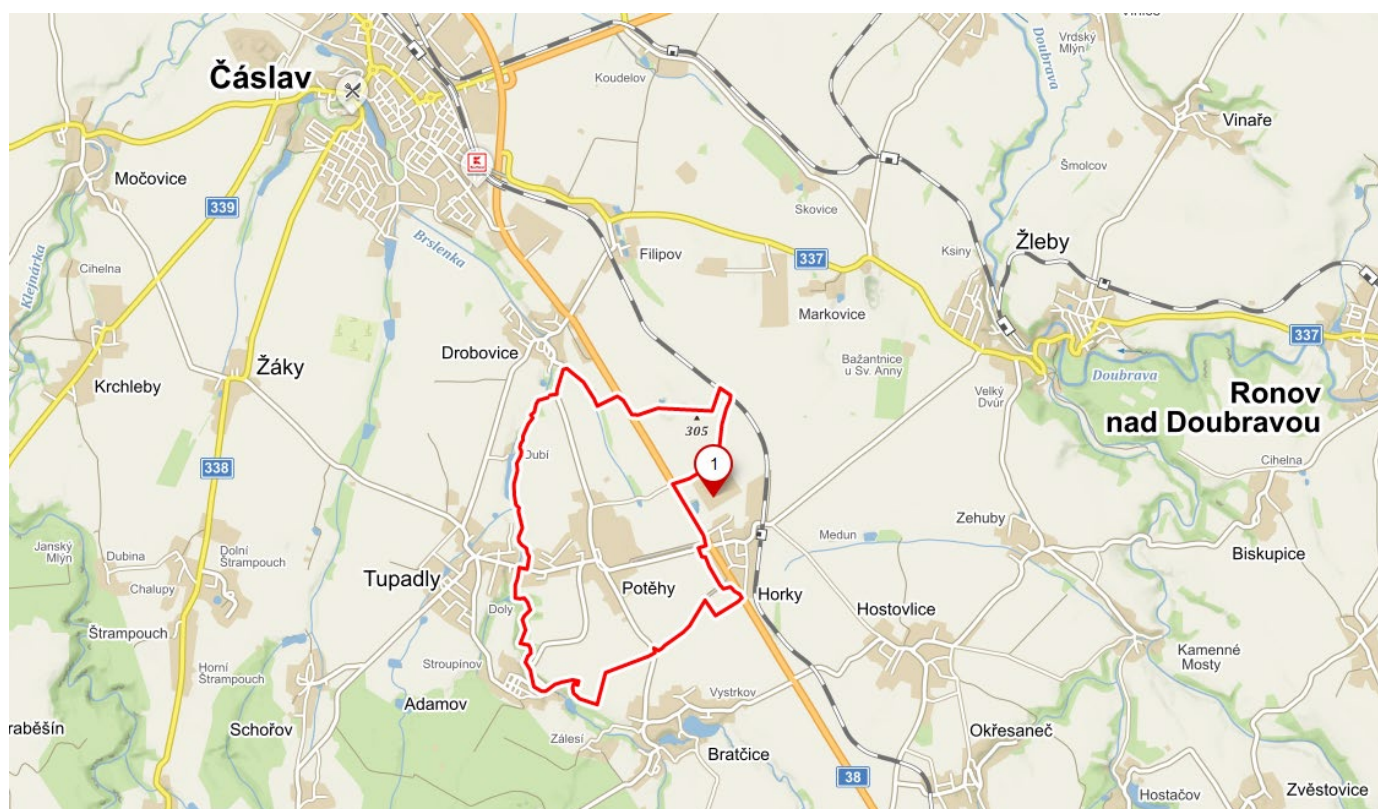 Vinice
Doubrava
Vrdský
Mlýn
Koudelov
Čáslav
Vinaře
Močovice
Šmolcov
339
Skovice
Brslenka
Klejnárka
Ksiny
Žleby
Cihelna
Filipov
337
Markovice
337
Drobovice
Bažantnice
u Sv. Anny
Doubrava
Žáky
Krchleby
Velký
Dvůr
Ronov
nad Doubravou
305
Cihelna
Dubí
1
338
Zehuby
Medun
Janský
Mlýn
Dubina
Dolní
Štrampouch
Biskupice
Chalupy
Tupadly
Potěhy
Horky
Doly
Hostovlice
Štrampouch
Kamenné
Mosty
Stroupínov
Horní
Štrampouch
Vystrkov
Adamov
raběšín
Schořov
Okřesaneč
Zálesí
Bratčice
38
Hostačov
Zvěstovice